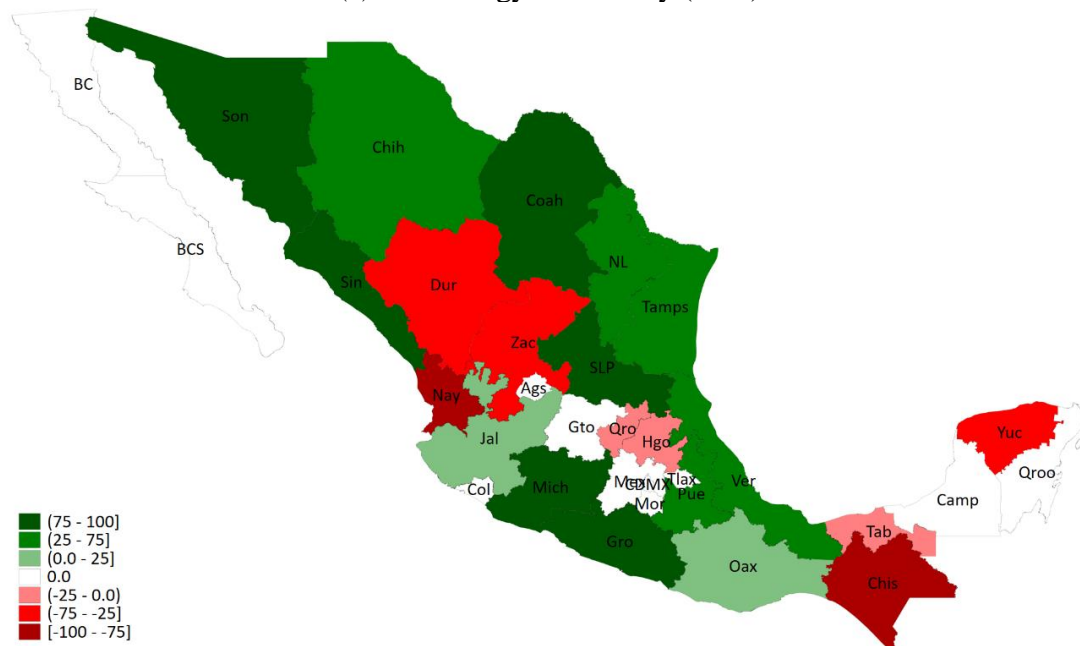 BC
Son
Chih
Coah
BCS
NL
Sin
Dur
Tamps
Zac
SLP
Nay
Ags
Gto
Qro
Hgo
Jal
Yuc
Qroo
Col
Mich
Mex
CDMX
Tlax
Pue
Mor
Ver
Camp
Gro
Tab
Oax
Chis
(75 - 100]
(25 - 75]
(0.0 - 25]
0.0
(-25 - 0.0)
(-75 - -25]
[-100 - -75]